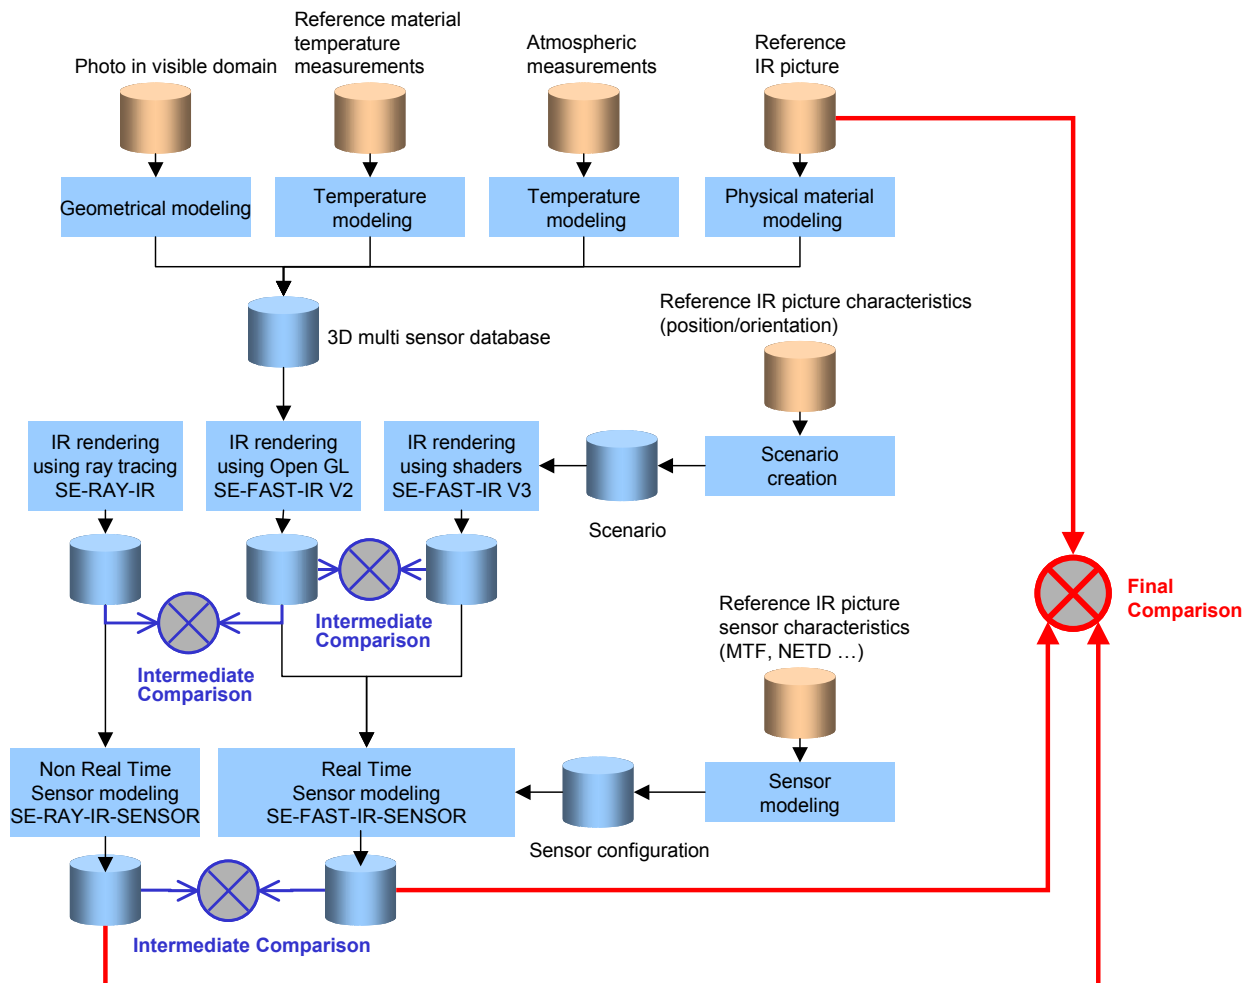 Photo in visible domain
Reference material
temperature
measurements
Atmospheric
measurements
Reference
IR picture
Geometrical modeling
Temperature
modeling
Temperature
modeling
Physical material
modeling
3D multi sensor database
Reference IR picture characteristics
(position/orientation)
IR rendering
using ray tracing
SE-RAY-IR
IR rendering
using Open GL
SE-FAST-IR V2
IR rendering
using shaders
SE-FAST-IR V3
Scenario
Scenario
creation
Intermediate
Comparison
Intermediate
Comparison
Final
Comparison
Reference IR picture
sensor characteristics
(MTF, NETD …)
Non Real Time
Sensor modeling
SE-RAY-IR-SENSOR
Real Time
Sensor modeling
SE-FAST-IR-SENSOR
Sensor configuration
Sensor
modeling
Intermediate Comparison